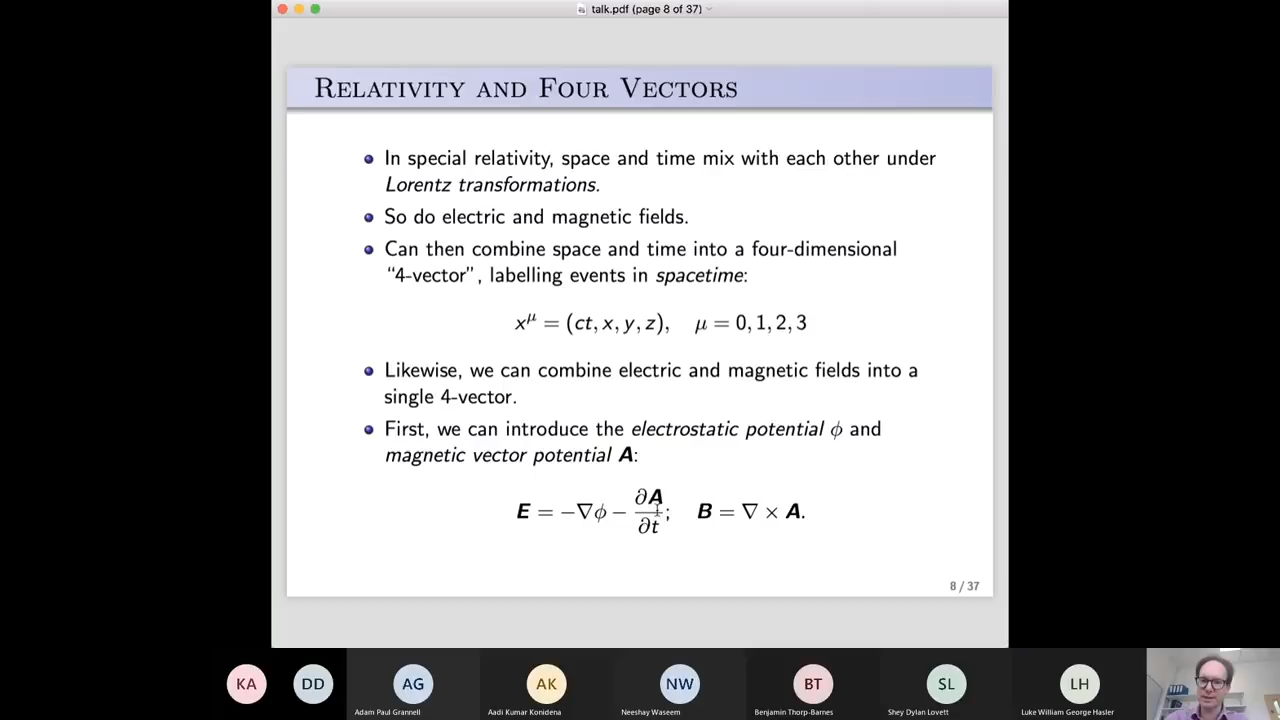 talk.pdf (page 8 of 37)
RELATIVITY AND FOUR VECTORS
In special relativity, space and time mix with each other under
Lorentz transformations.
So do electric and magnetic fields.
Can then combine space and time into a four-dimensional
“4-vector”, labelling events in spacetime:
x^μ = (ct, x, y, z), μ = 0, 1, 2, 3
Likewise, we can combine electric and magnetic fields into a
single 4-vector.
First, we can introduce the electrostatic potential ϕ and
magnetic vector potential A:
E = −∇ϕ − ∂A/∂t; B = ∇ × A.
8 / 37
KA DD AG AK NW BT SL LH
Adam Paul Grannell Aadi Kumar Konidena Neeshay Waseem Benjamin Thorp-Barnes Shey Dylan Lovett Luke William George Hasler